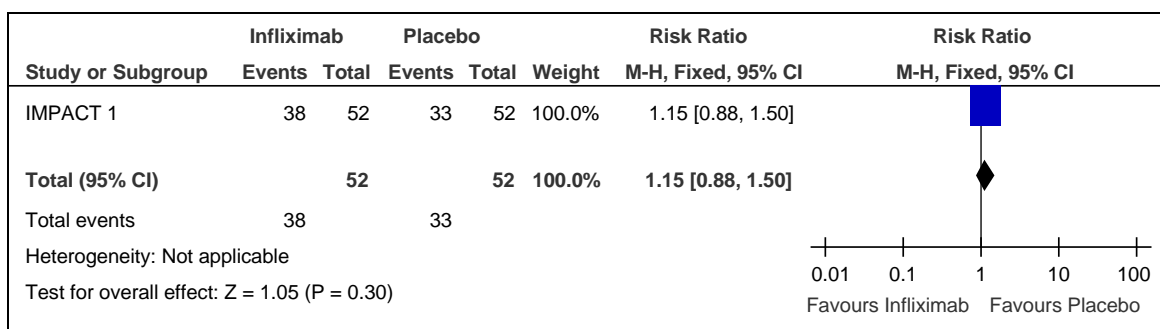 Infliximab Placebo Risk Ratio Risk Ratio
Study or Subgroup Events Total Events Total Weight M-H, Fixed, 95% CI M-H, Fixed, 95% CI
IMPACT 1 38 52 33 52 100.0% 1.15 [0.88, 1.50]
Total (95% CI) 52 52 100.0% 1.15 [0.88, 1.50]
Total events 38 33
Heterogeneity: Not applicable
Test for overall effect: Z = 1.05 (P = 0.30)
0.01 0.1 1 10 100
Favours Infliximab Favours Placebo